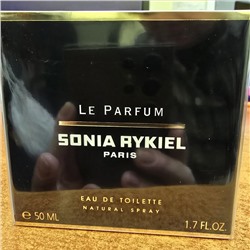 LE PARFUM
SONIA RYKIEL
PARIS
EAU DE TOILETTE
NATURAL SPRAY
℮ 50 ML
1.7 FL.OZ.